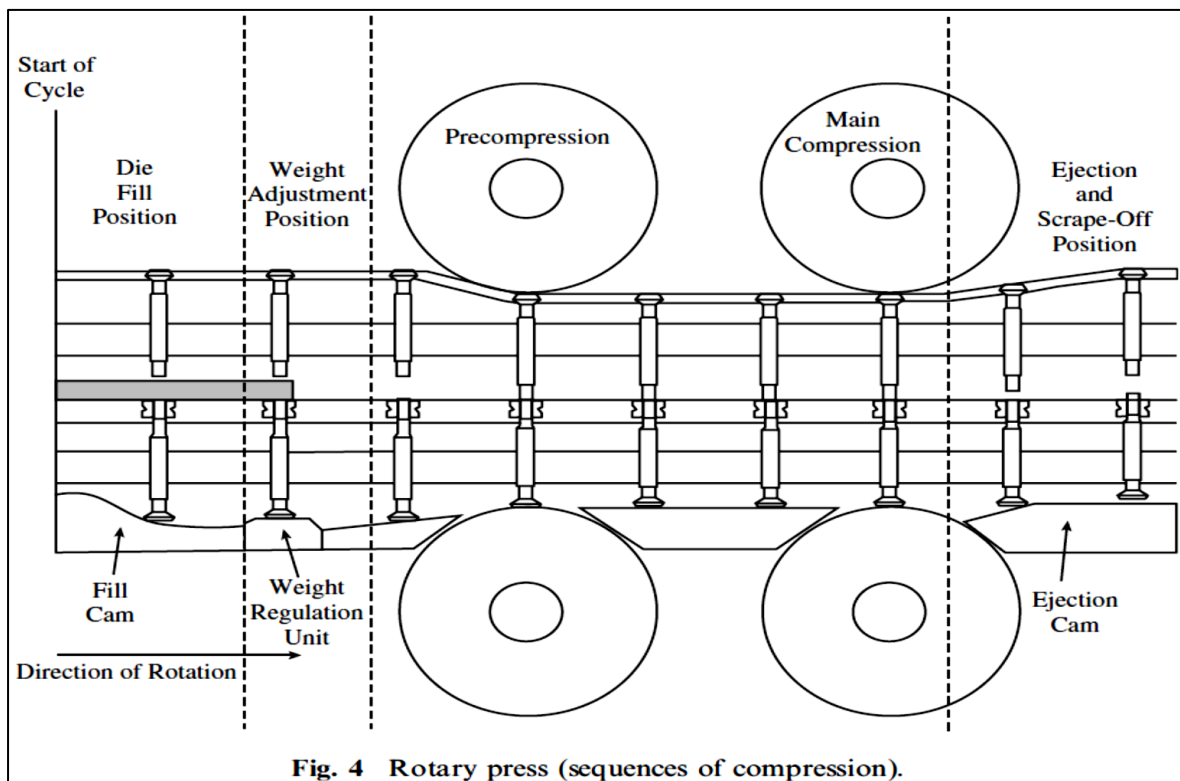 Start of
Cycle
Die
Fill
Position
Weight
Adjustment
Position
Precompression
Main
Compression
Ejection
and
Scrape-Off
Position
Fill
Cam
Weight
Regulation
Unit
Ejection
Cam
Direction of Rotation
Fig. 4 Rotary press (sequences of compression).